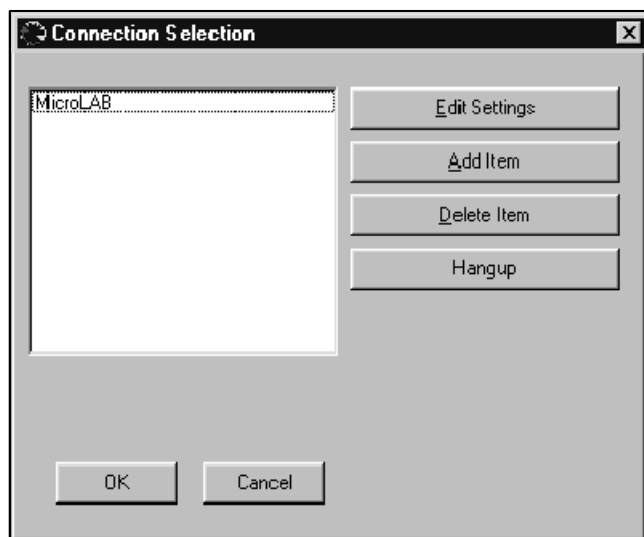 Connection Selection
MicroLAB
Edit Settings
Add Item
Delete Item
Hangup
OK
Cancel